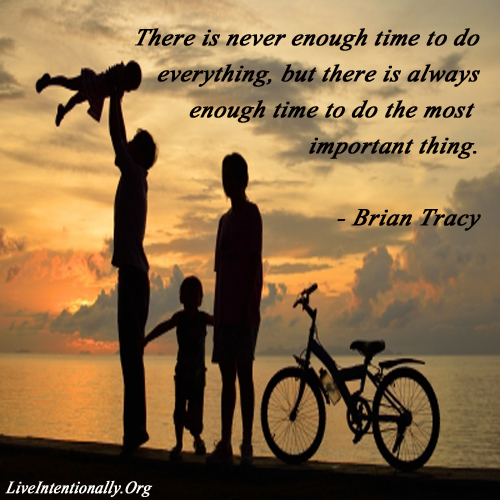 There is never enough time to do
everything, but there is always
enough time to do the most
important thing.
- Brian Tracy
LiveIntentionally.Org